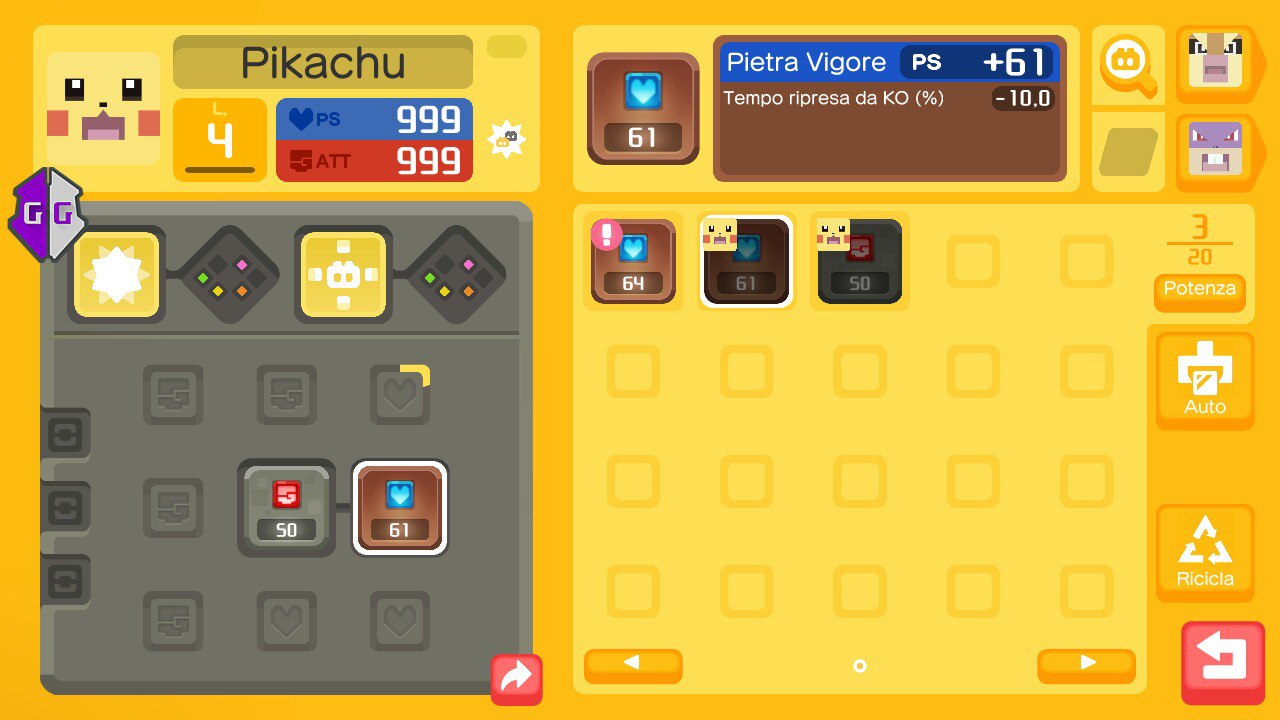 Pikachu
L
4
PS 999
ATT 999
G G
61
Pietra Vigore PS +61
Tempo ripresa da KO (%) -10,0
64
61
50
3
20
Potenza
Auto
50
61
Ricicla